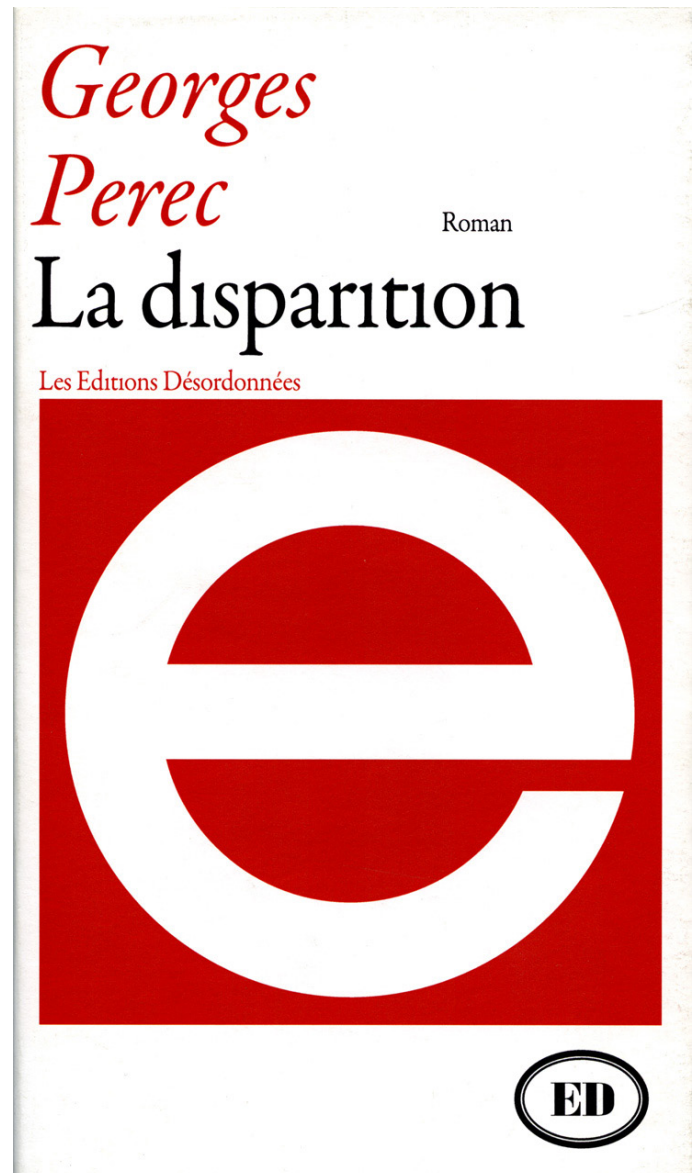 Georges
Perec
Roman
La dısparıtıon
Les Edıtıons Désordonnées
e
ED